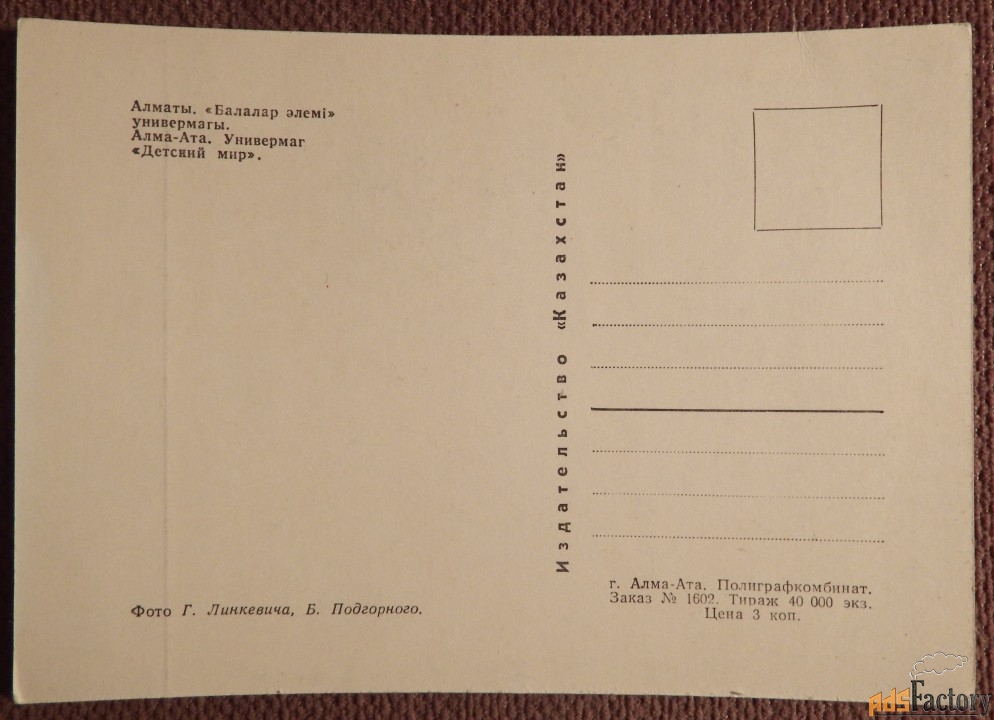 Алматы. «Балалар әлемі»
универмагы.
Алма-Ата. Универмаг
«Детский мир».
Издательство «Казахстан»
Фото Г. Линкевича, Б. Подгорного.
г. Алма-Ата. Полиграфкомбинат.
Заказ № 1602. Тираж 40 000 экз.
Цена 3 коп.
AdsFactory